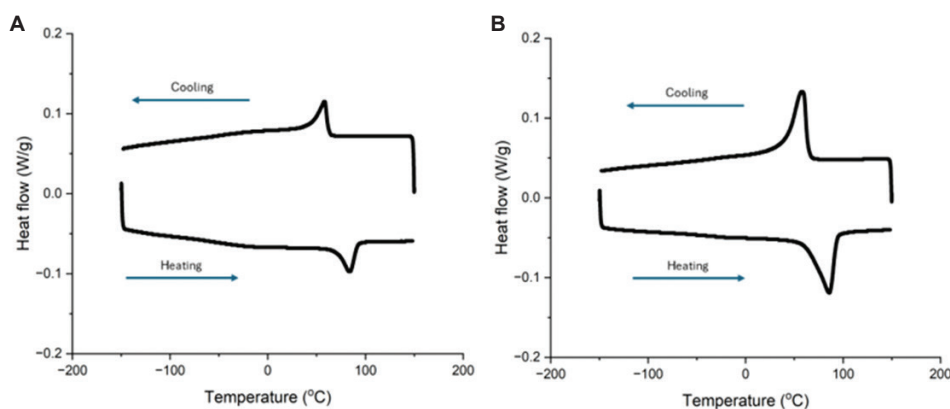 A
0.2
0.1
0.0
−0.1
−0.2
−200
−100
0
100
200
Heat flow (W/g)
Temperature (°C)
Cooling
Heating
B
0.2
0.1
0.0
−0.1
−0.2
−200
−100
0
100
200
Heat flow (W/g)
Temperature (°C)
Cooling
Heating